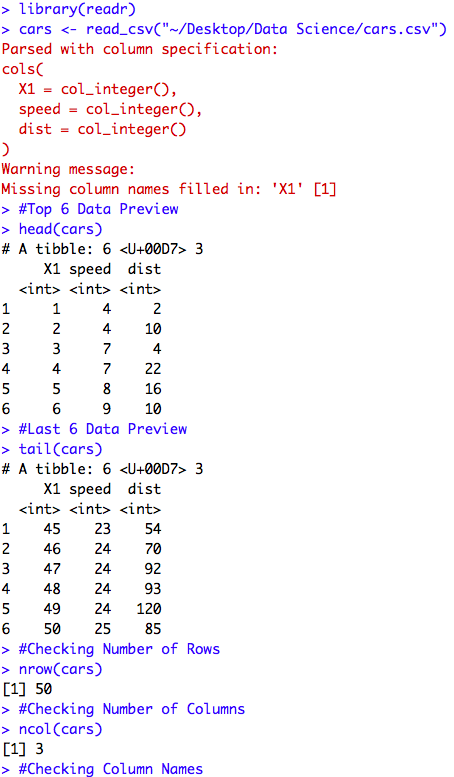 > library(readr)
> cars <- read_csv("~/Desktop/Data Science/cars.csv")
Parsed with column specification:
cols(
  X1 = col_integer(),
  speed = col_integer(),
  dist = col_integer()
)
Warning message:
Missing column names filled in: 'X1' [1]
> #Top 6 Data Preview
> head(cars)
# A tibble: 6 <U+00D7> 3
     X1 speed  dist
  <int> <int> <int>
1     1     4     2
2     2     4    10
3     3     7     4
4     4     7    22
5     5     8    16
6     6     9    10
> #Last 6 Data Preview
> tail(cars)
# A tibble: 6 <U+00D7> 3
     X1 speed  dist
  <int> <int> <int>
1    45    23    54
2    46    24    70
3    47    24    92
4    48    24    93
5    49    24   120
6    50    25    85
> #Checking Number of Rows
> nrow(cars)
[1] 50
> #Checking Number of Columns
> ncol(cars)
[1] 3
> #Checking Column Names